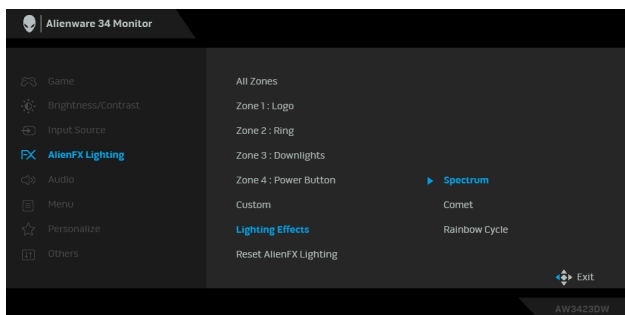 Alienware 34 Monitor
Game
All Zones
Brightness/Contrast
Zone 1 : Logo
Input Source
Zone 2 : Ring
FX AlienFX Lighting
Zone 3 : Downlights
Audio
Zone 4 : Power Button
Spectrum
Menu
Custom
Comet
Personalize
Lighting Effects
Rainbow Cycle
Others
Reset AlienFX Lighting
Exit
AW3423DW